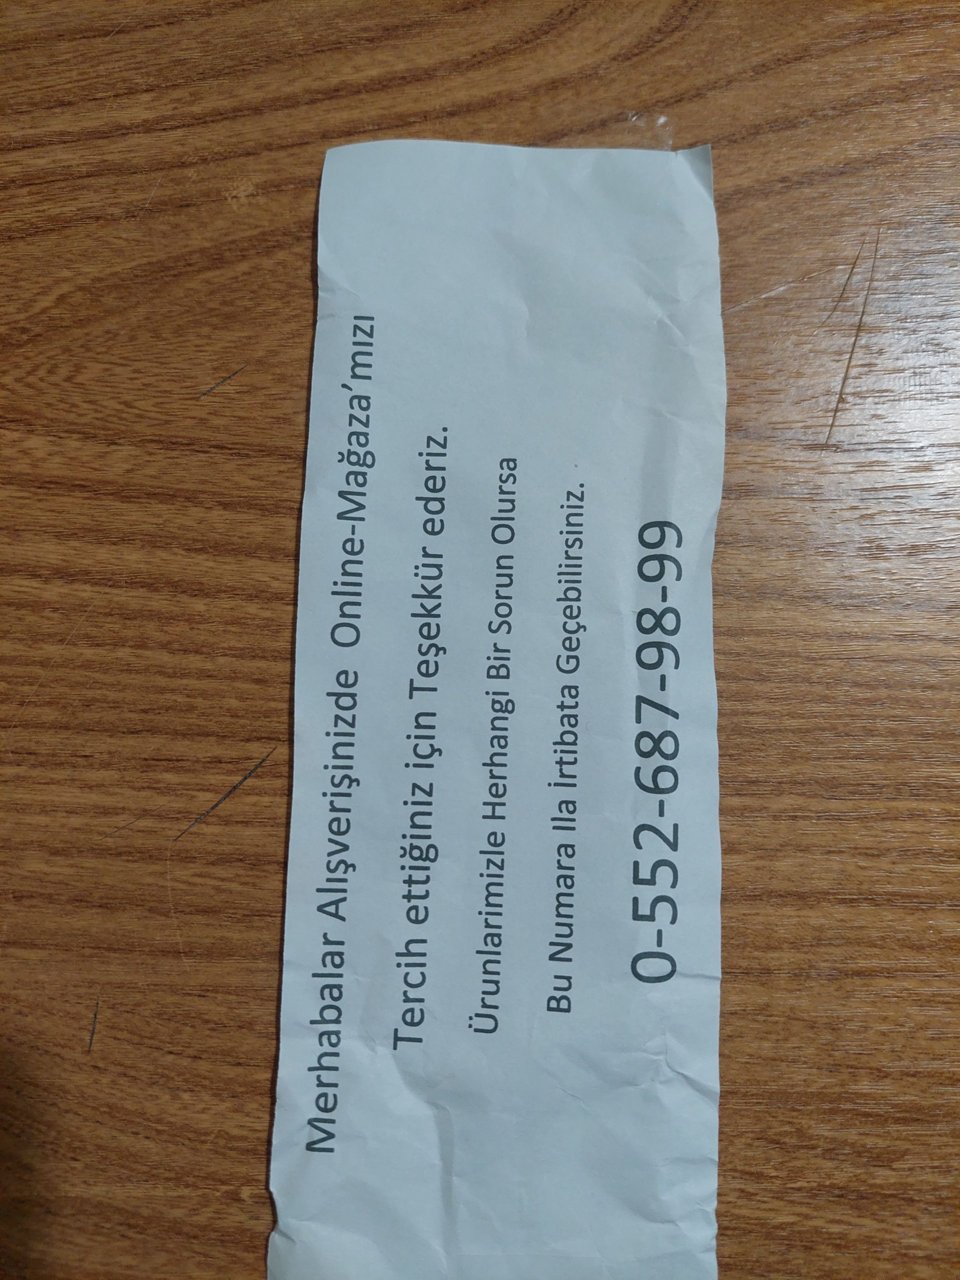 Merhabalar Alışverişinizde Online-Mağaza’mızı
Tercih ettiğiniz için Teşekkür ederiz.
Ürunlarimizle Herhangi Bir Sorun Olursa
Bu Numara Ila İrtibata Geçebilirsiniz.
0-552-687-98-99